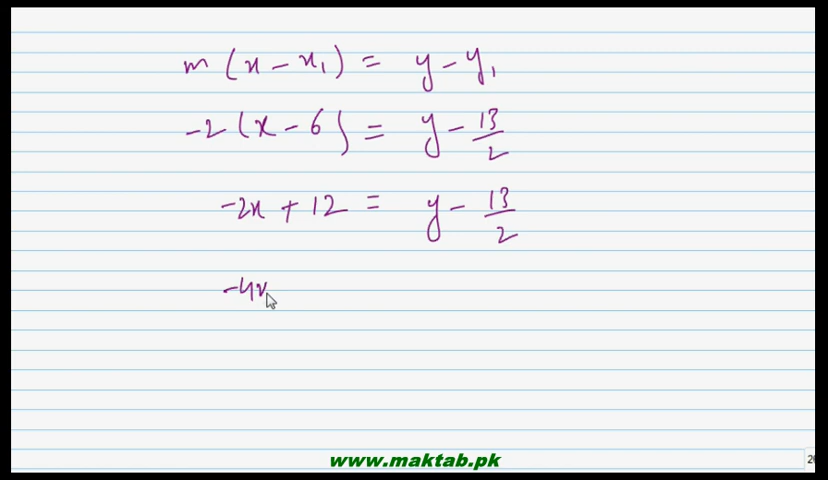 m (x - x₁) = y - y₁
-2 (x - 6) = y - 13/2
-2x + 12 = y - 13/2
-4x
www.maktab.pk